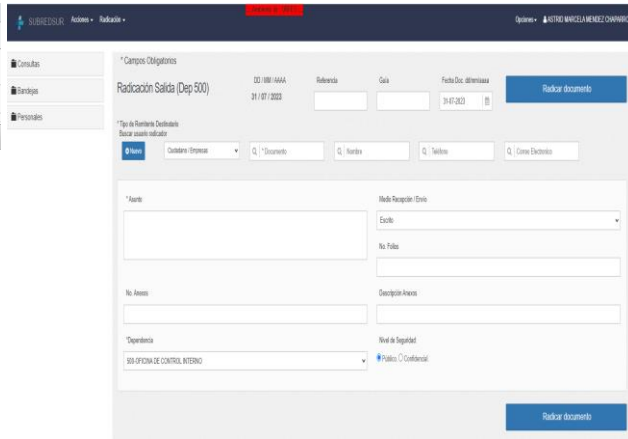 SUBREDSUR Acciones Radicación Opciones ASTRID MARCELA MENDEZ CHAPARRO
Consultas
Bandejas
Personales
* Campos Obligatorios
Radicación Salida (Dep 500)
DD / MM / AAAA
31 / 07 / 2023
Referencia
Guía
Fecha Doc. dd/mm/aaaa
31-07-2023
Radicar documento
*Tipo de Remitente Destinatario
Buscar usuario radicador
Nuevo Ciudadano / Empresas * Documento Nombre Teléfono Correo Electronico
* Asunto
Medio Recepción / Envío
Escrito
No. Folios
No. Anexos
Descripción Anexos
*Dependencia
500-OFICINA DE CONTROL INTERNO
Nivel de Seguridad
Público Confidencial
Radicar documento